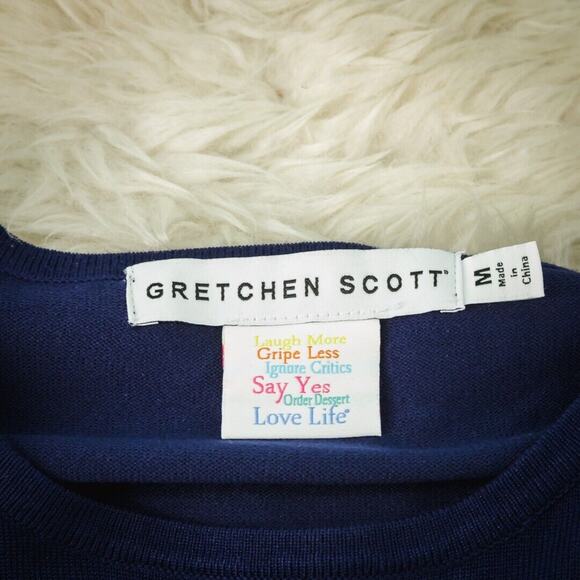 GRETCHEN SCOTT
M
Made
in
China
Laugh More
Gripe Less
Ignore Critics
Say Yes
Order Dessert
Love Life®